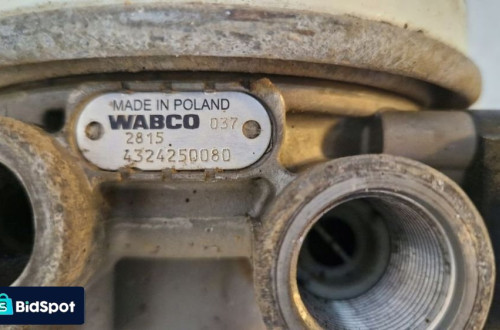 MADE IN POLAND
WABCO 037
2815
4324250080
BidSpot